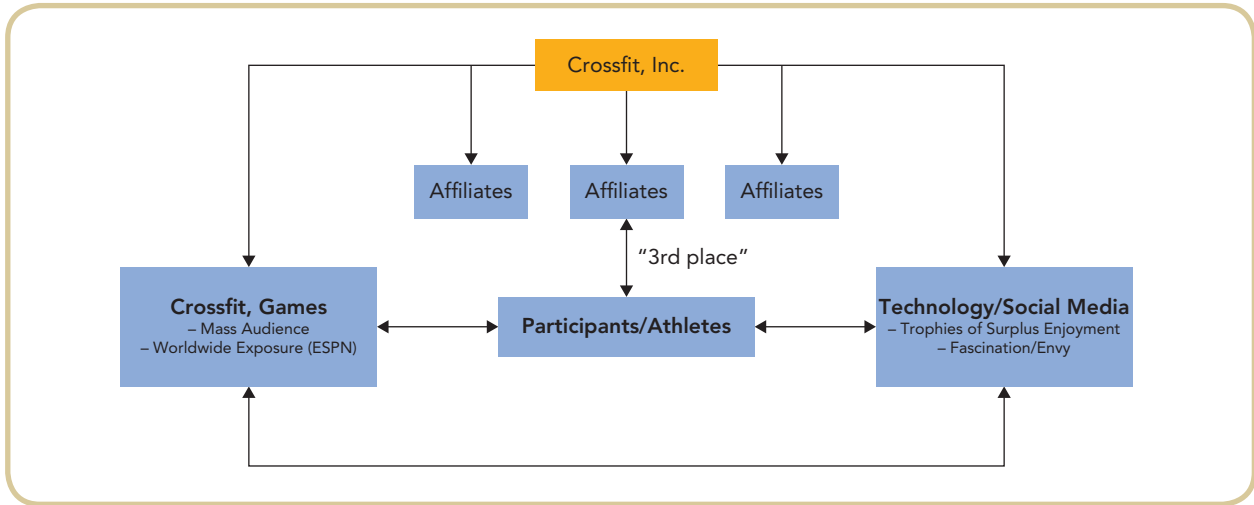 Crossfit, Inc.
Affiliates
Affiliates
Affiliates
“3rd place”
Crossfit, Games
– Mass Audience
– Worldwide Exposure (ESPN)
Participants/Athletes
Technology/Social Media
– Trophies of Surplus Enjoyment
– Fascination/Envy